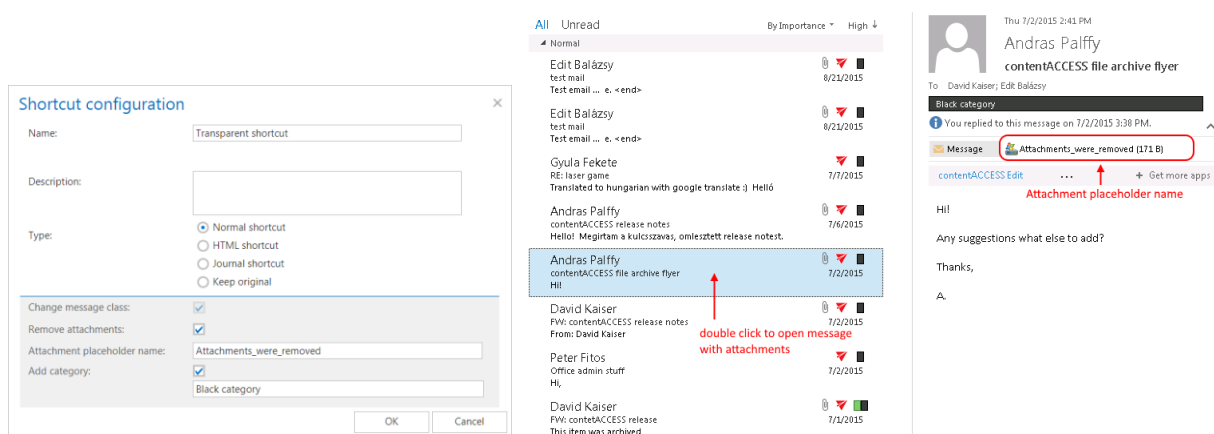 Shortcut configuration
Name:
Transparent shortcut
Description:
Type:
Normal shortcut
HTML shortcut
Journal shortcut
Keep original
Change message class:
Remove attachments:
Attachment placeholder name:
Attachments_were_removed
Add category:
Black category
OK
Cancel
All Unread
By Importance
High
Normal
Edit Balázsy
test mail 8/21/2015
Test email ... e. <end>
Edit Balázsy
test mail 8/21/2015
Test email ... e. <end>
Gyula Fekete
RE: laser game 7/7/2015
Translated to hungarian with google translate :) Helló
Andras Palffy
contentACCESS release notes 7/6/2015
Hello! Megirtam a kulcsszavas, omlesztett release notest.
Andras Palffy
contentACCESS file archive flyer 7/2/2015
Hi!
David Kaiser
FW: contentACCESS release notes 7/2/2015
From: David Kaiser
double click to open message
with attachments
Peter Fitos
Office admin stuff 7/2/2015
Hi,
David Kaiser
FW: contetACCESS release 7/1/2015
This item was archived
Thu 7/2/2015 2:41 PM
Andras Palffy
contentACCESS file archive flyer
To David Kaiser; Edit Balázsy
Black category
You replied to this message on 7/2/2015 3:38 PM.
Message
Attachments_were_removed (171 B)
contentACCESS Edit
...
+ Get more apps
Attachment placeholder name
Hi!
Any suggestions what else to add?
Thanks,
A.